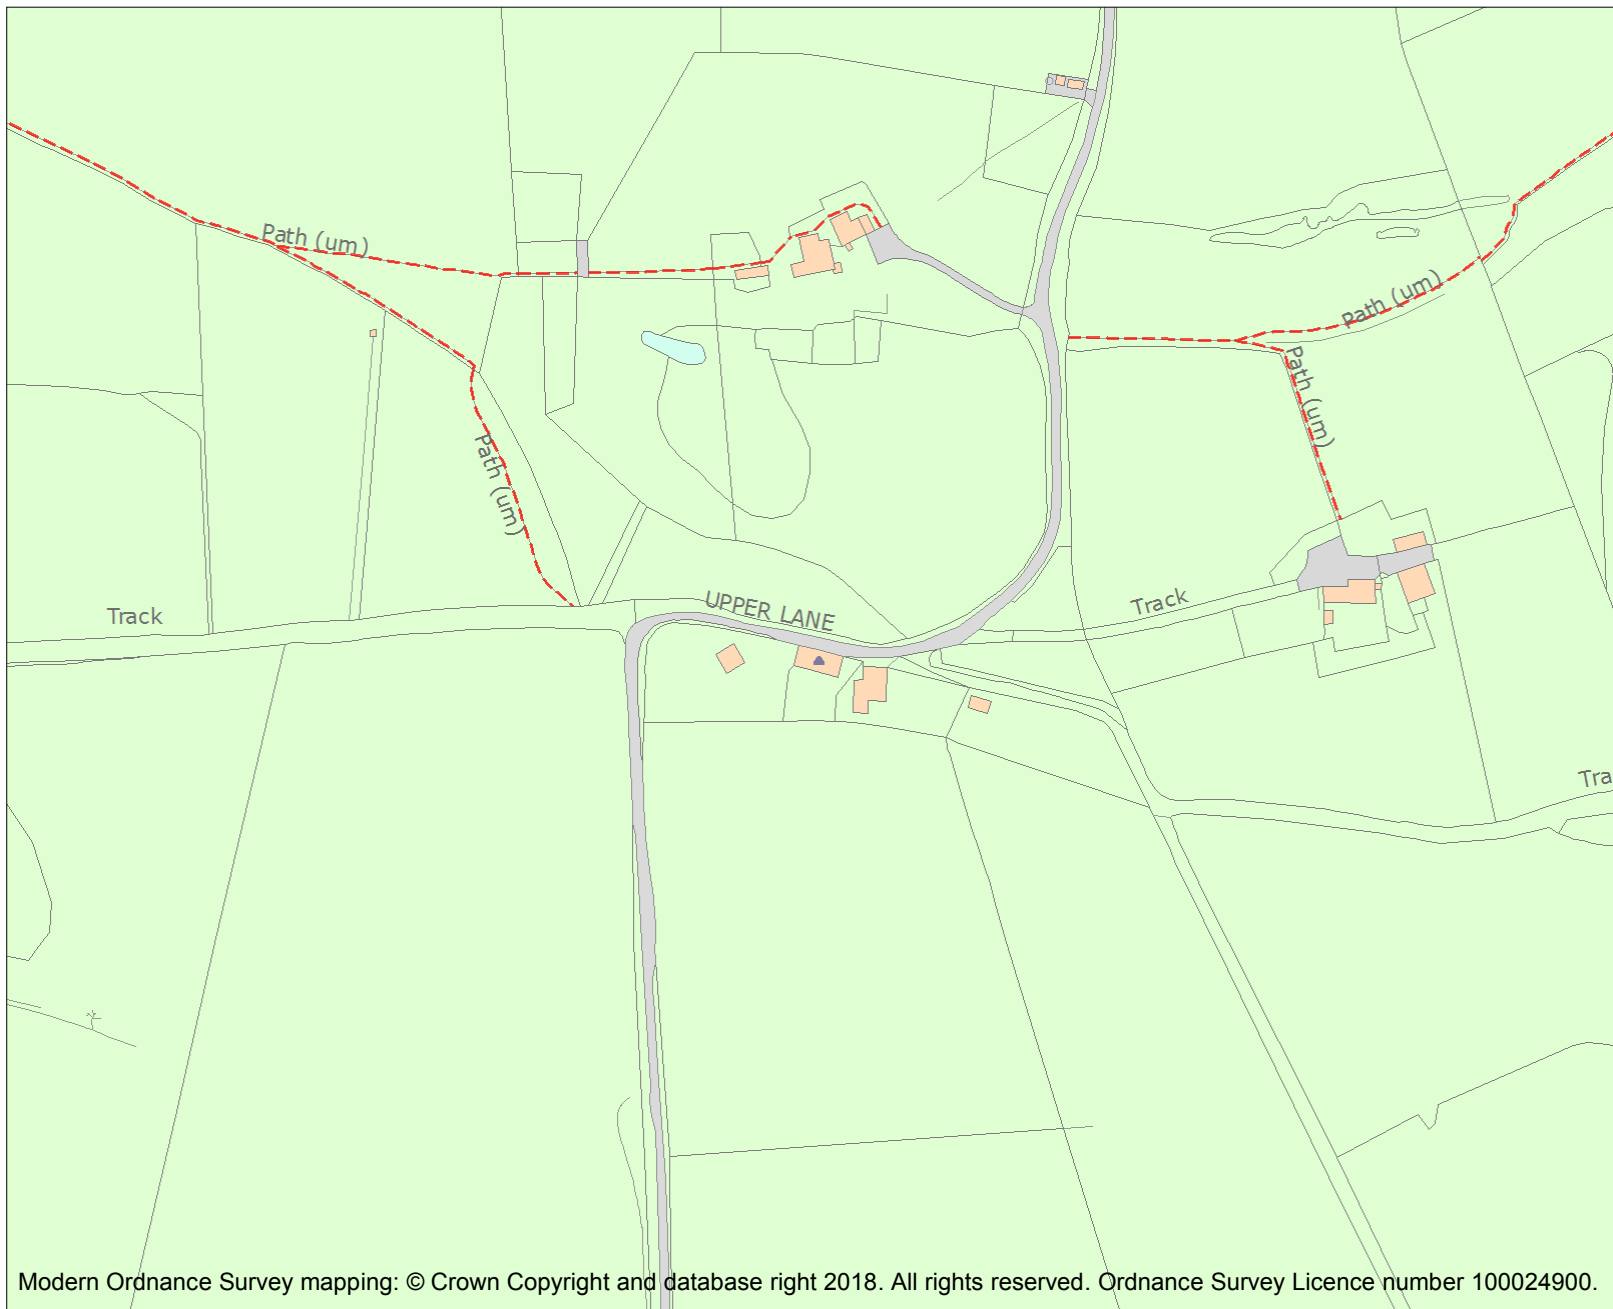 Path (um)
Path (um)
Path (um)
Path (um)
UPPER LANE
Track
Track
Tra
Modern Ordnance Survey mapping: © Crown Copyright and database right 2018. All rights reserved. Ordnance Survey Licence number 100024900.